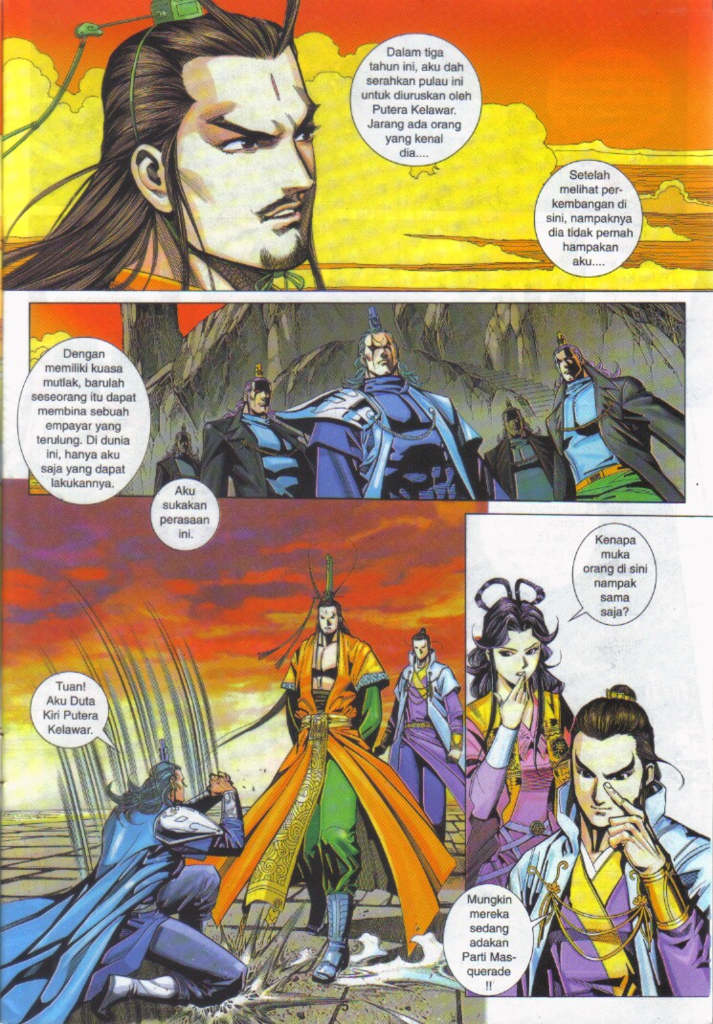 Dalam tiga
tahun ini, aku dah
serahkan pulau ini
untuk diuruskan oleh
Putera Kelawar.
Jarang ada orang
yang kenal
dia....
Setelah
melihat per-
kembangan di
sini, nampaknya
dia tidak pernah
hampakan
aku....
Dengan
memiliki kuasa
mutlak, barulah
seseorang itu dapat
membina sebuah
empayar yang
terulung. Di dunia
ini, hanya aku
saja yang dapat
lakukannya.
Aku
sukakan
perasaan
ini.
Kenapa
muka
orang di sini
nampak
sama
saja?
Tuan!
Aku Duta
Kiri Putera
Kelawar.
Mungkin
mereka
sedang
adakan
Parti Mas-
querade
!!